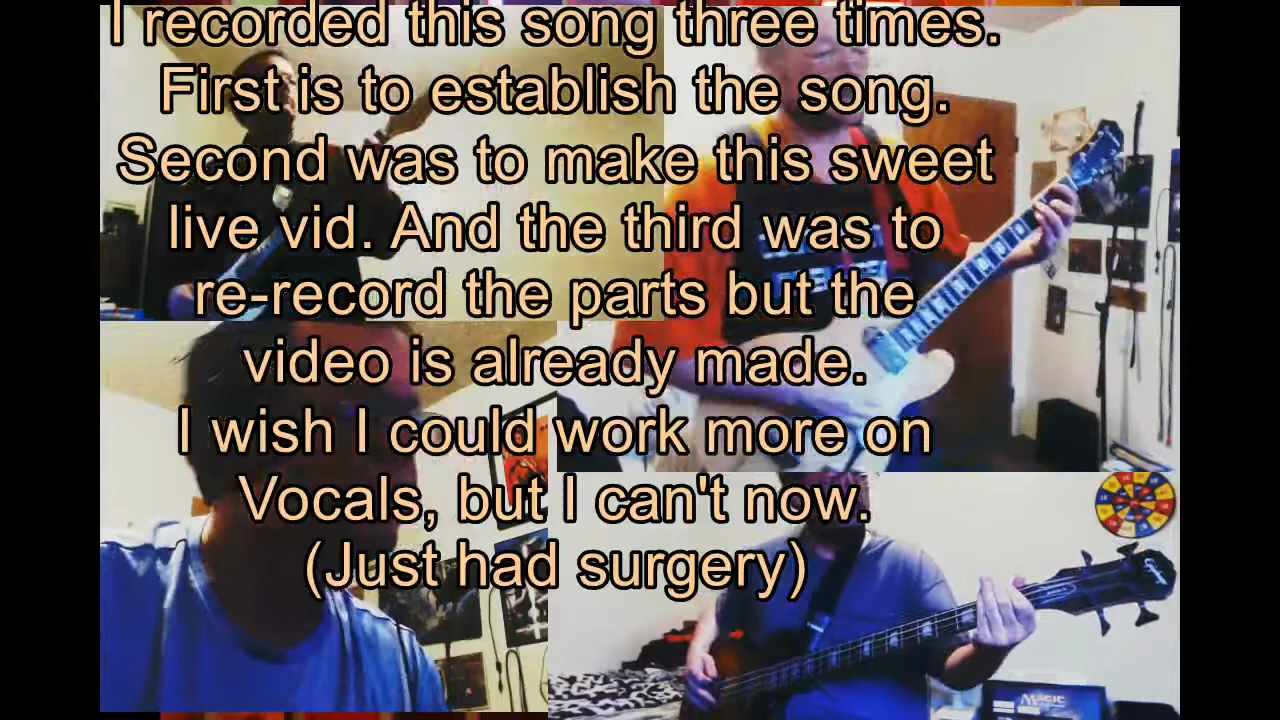 I recorded this song three times.
First is to establish the song.
Second was to make this sweet
live vid. And the third was to
re-record the parts but the
video is already made.
I wish I could work more on
Vocals, but I can't now.
(Just had surgery)
MAGIC